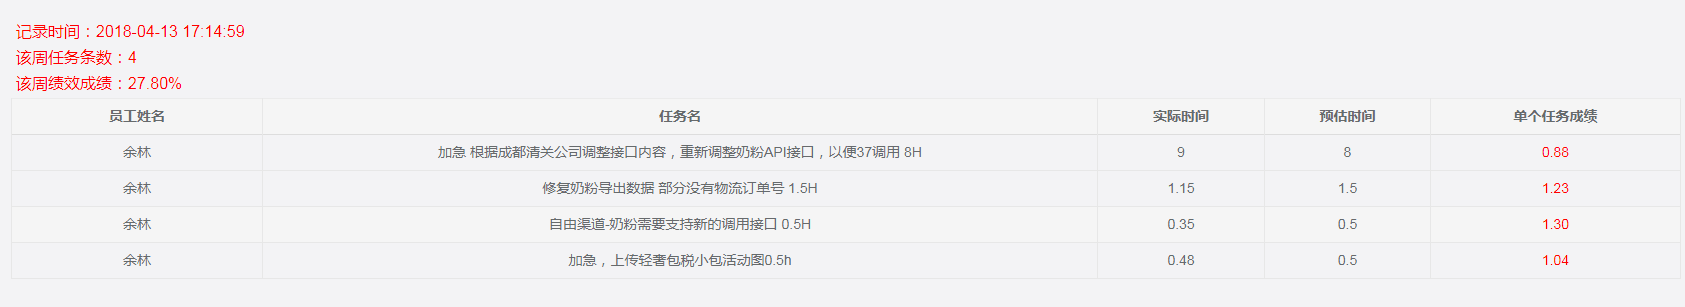 记录时间：2018-04-13 17:14:59
该周任务条数：4
该周绩效成绩：27.80%
员工姓名 任务名 实际时间 预估时间 单个任务成绩
余林 加急 根据成都清关公司调整接口内容，重新调整奶粉API接口，以便37调用 8H 9 8 0.88
余林 修复奶粉导出数据 部分没有物流订单号 1.5H 1.15 1.5 1.23
余林 自由渠道-奶粉需要支持新的调用接口 0.5H 0.35 0.5 1.30
余林 加急，上传轻奢包税小包活动图0.5h 0.48 0.5 1.04